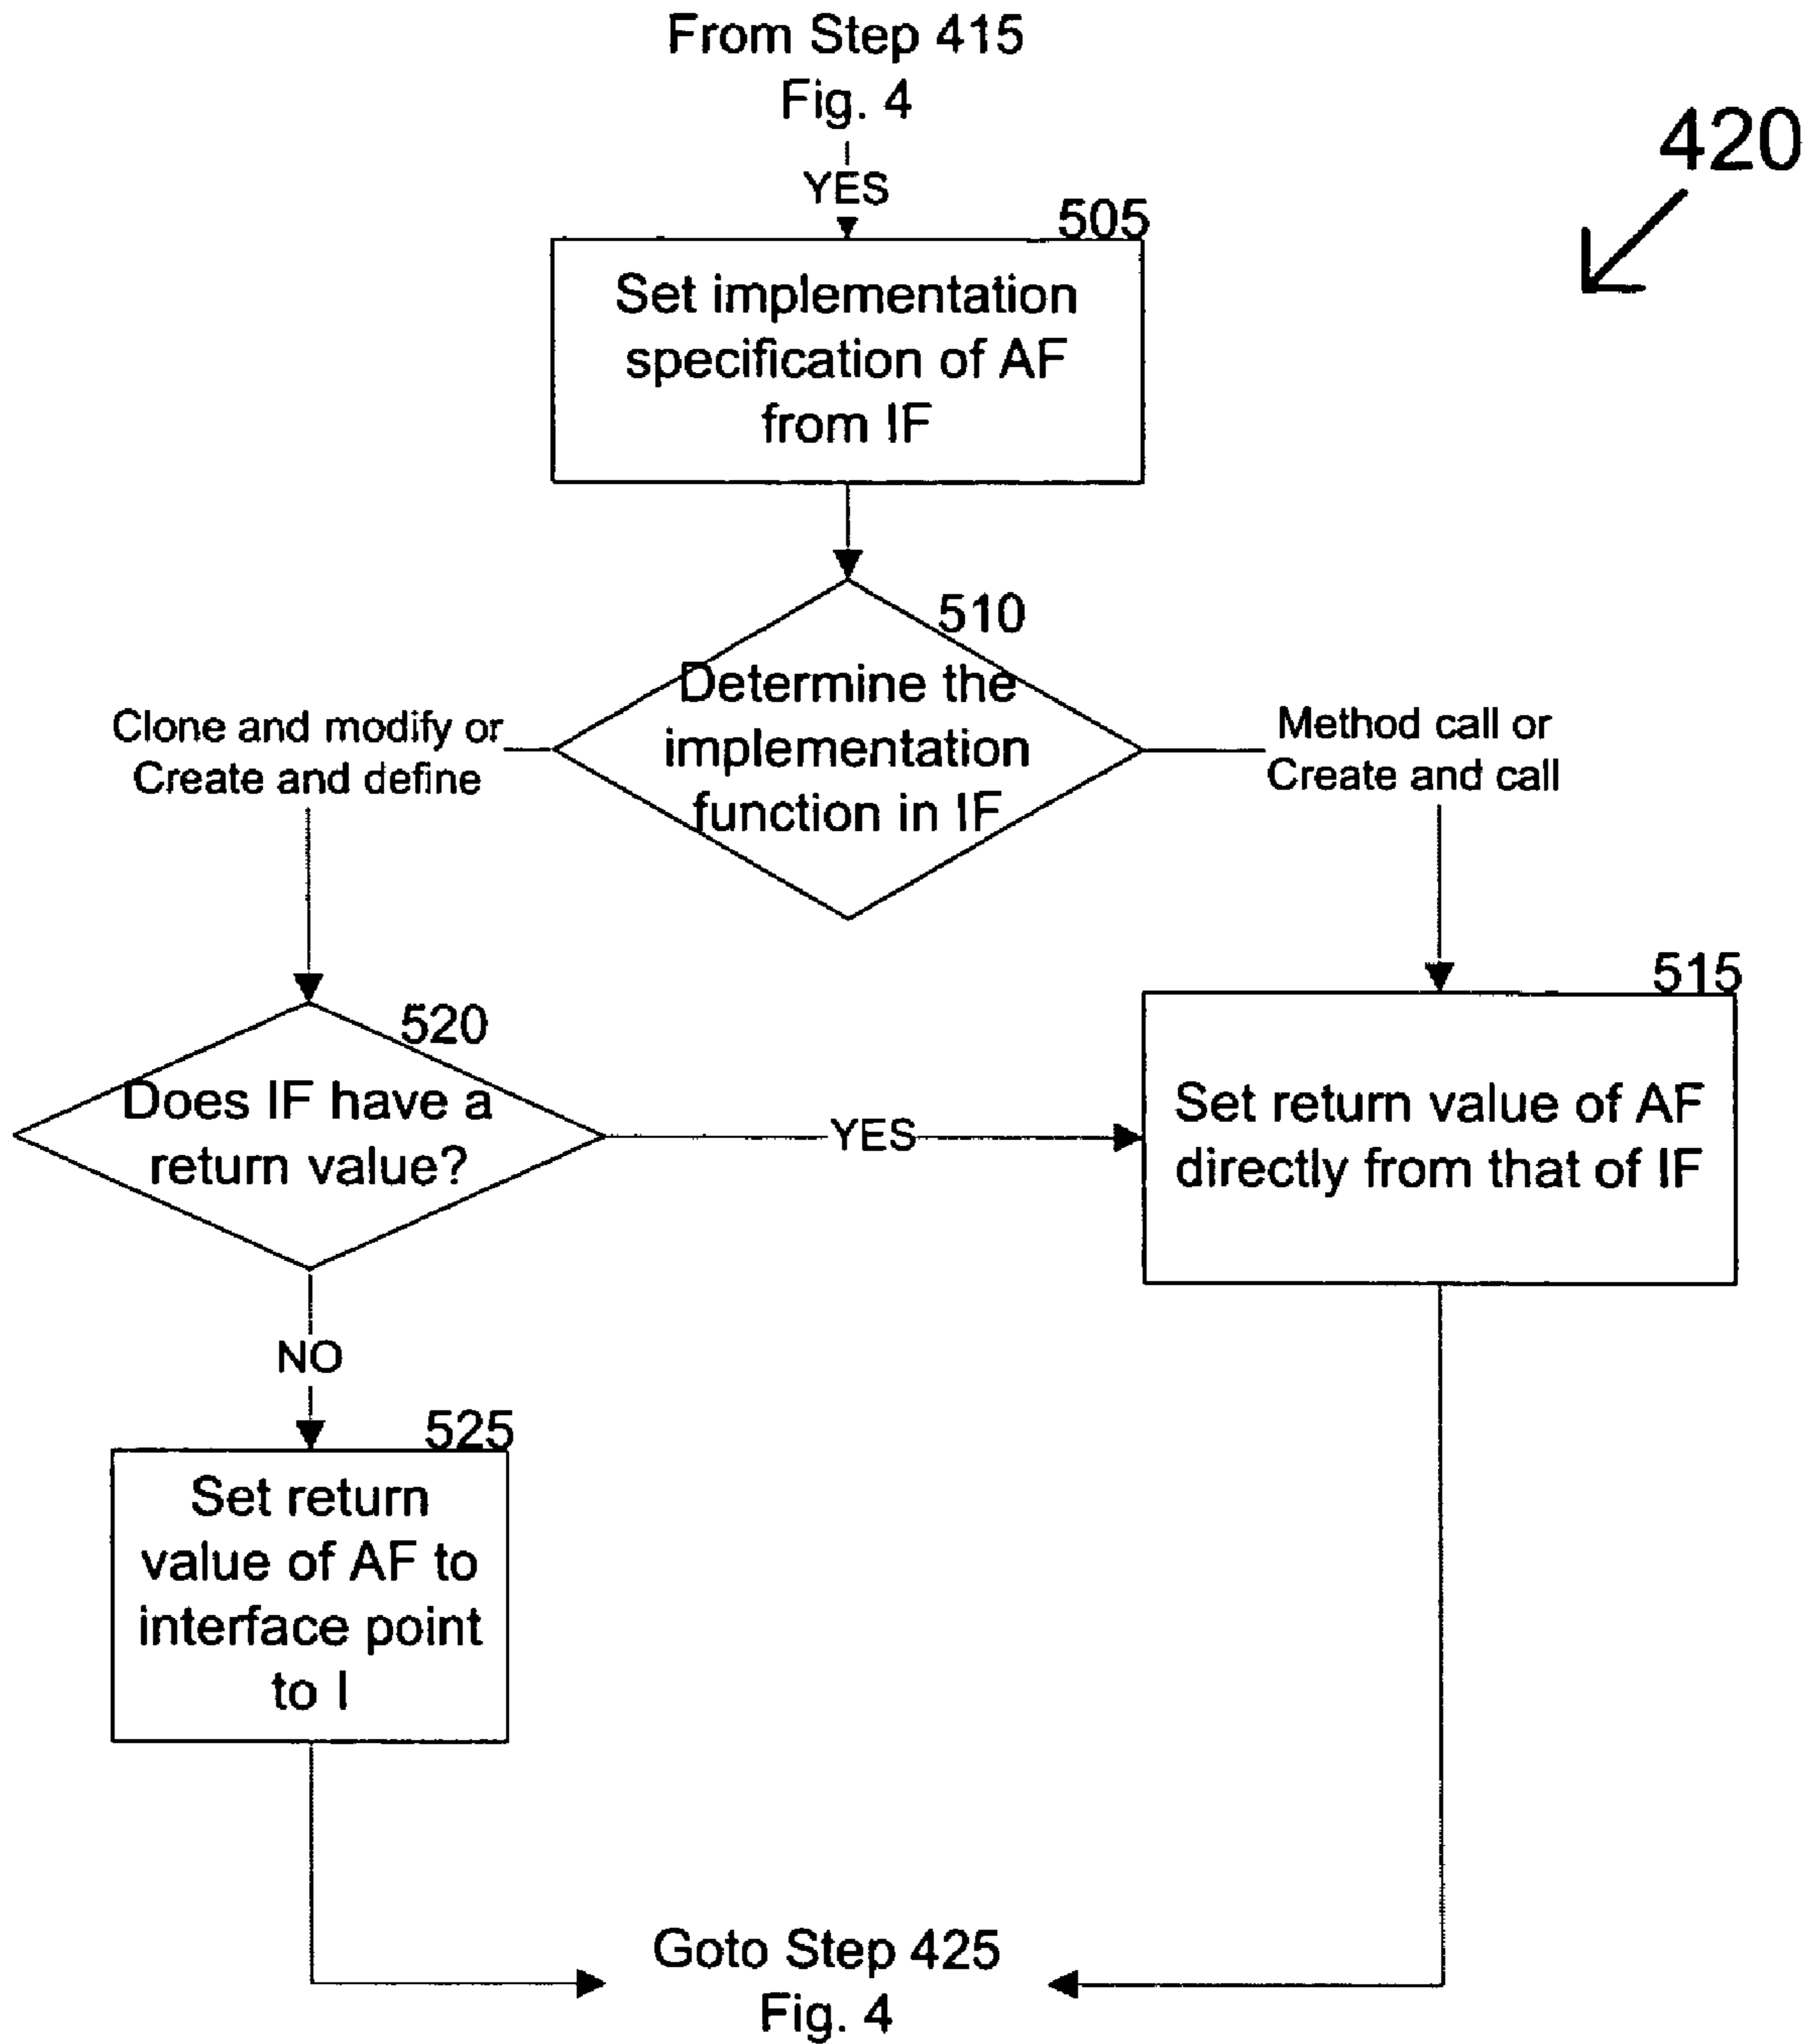 From Step 415
Fig. 4
420
YES
505
Set implementation
specification of AF
from IF
510
Determine the
implementation
function in IF
Clone and modify or
Create and define
Method call or
Create and call
520
Does IF have a
return value?
YES
515
Set return value of AF
directly from that of IF
NO
525
Set return
value of AF to
interface point
to I
Goto Step 425
Fig. 4